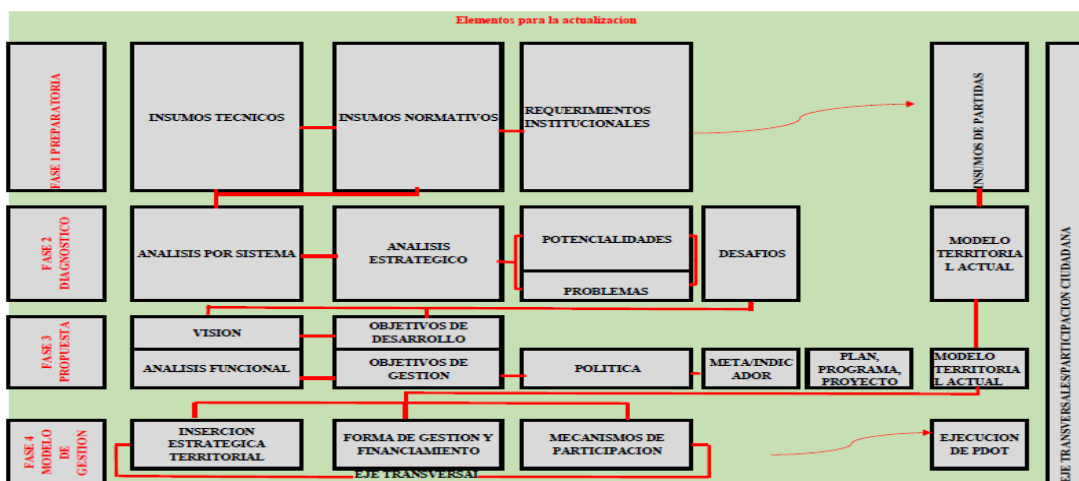 Elementos para la actualizacion
FASE 1 PREPARATORIA
INSUMOS TECNICOS
INSUMOS NORMATIVOS
REQUERIMIENTOS
INSTITUCIONALES
INSUMOS DE PARTIDAS
EJE TRANSVERSALES/PARTICIPACION CIUDADANA
FASE 2
DIAGNOSTICO
ANALISIS POR SISTEMA
ANALISIS
ESTRATEGICO
POTENCIALIDADES
PROBLEMAS
DESAFIOS
MODELO
TERRITORIA
L ACTUAL
FASE 3
PROPUESTA
VISION
OBJETIVOS DE
DESARROLLO
ANALISIS FUNCIONAL
OBJETIVOS DE
GESTION
POLITICA
META/INDIC
ADOR
PLAN,
PROGRAMA,
PROYECTO
MODELO
TERRITORIA
L ACTUAL
FASE 4
MODELO
DE
GESTION
INSERCION
ESTRATEGICA
TERRITORIAL
FORMA DE GESTION Y
FINANCIAMIENTO
MECANISMOS DE
PARTICIPACION
EJECUCION
DE PDOT
EJE TRANSVERSAL